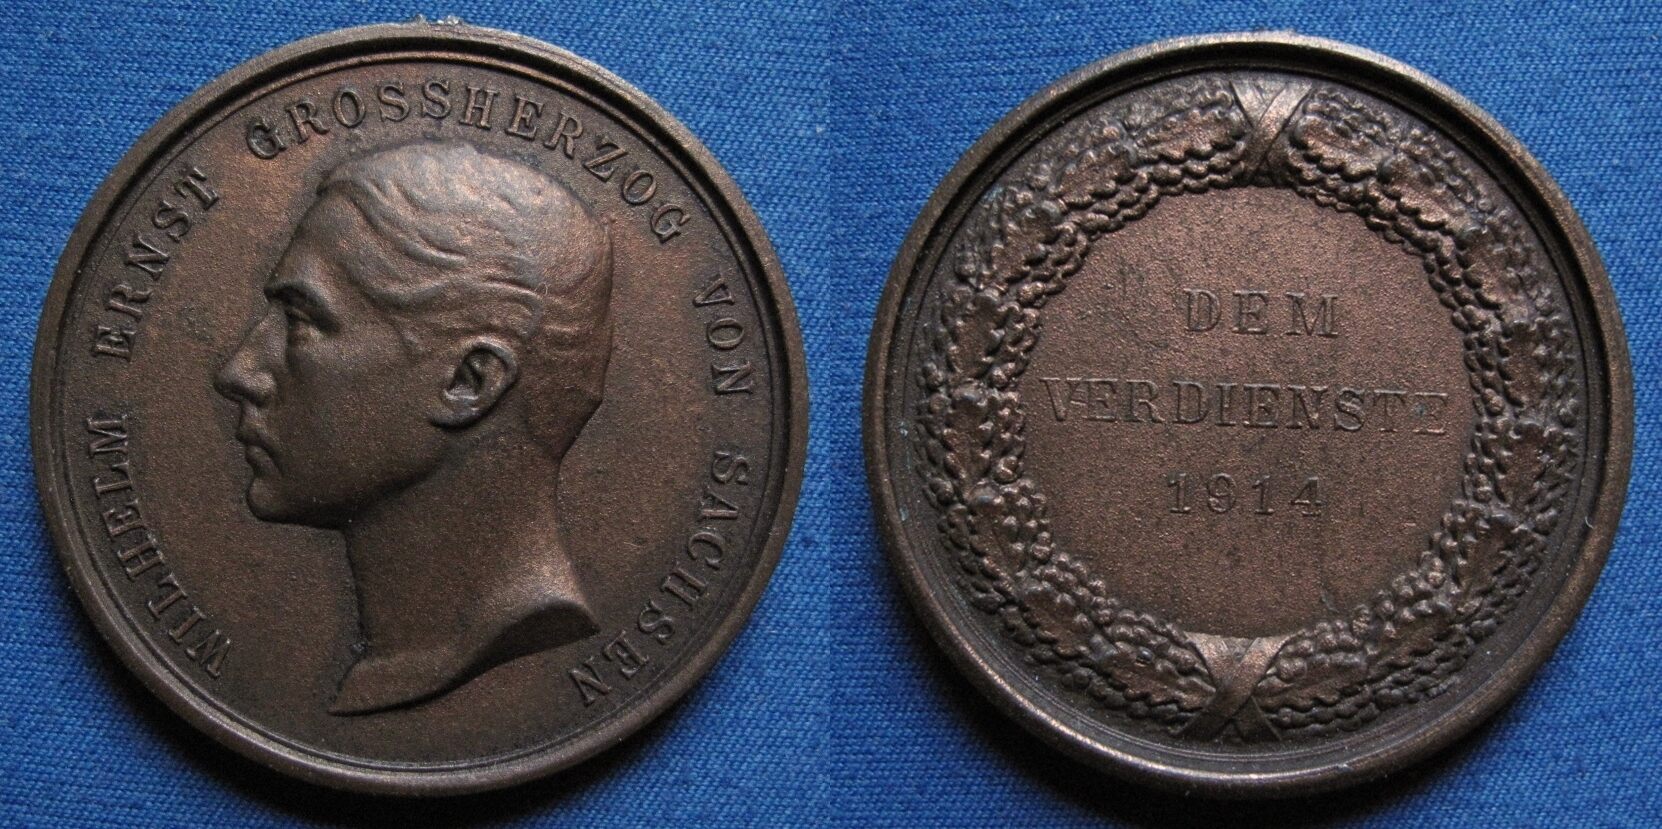 WILHELM ERNST GROSSHERZOG VON SACHSEN
DEM
VERDIENSTE
1914